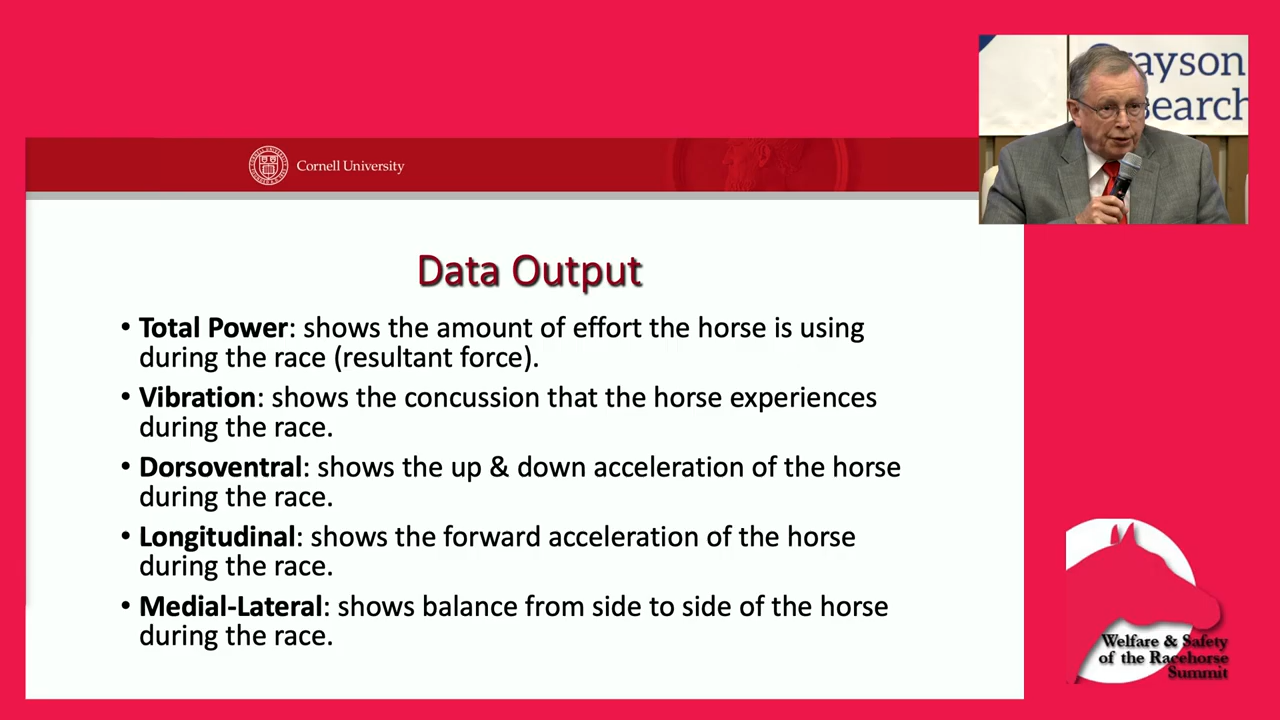 Cornell University
Data Output
• Total Power: shows the amount of effort the horse is using
during the race (resultant force).
• Vibration: shows the concussion that the horse experiences
during the race.
• Dorsoventral: shows the up & down acceleration of the horse
during the race.
• Longitudinal: shows the forward acceleration of the horse
during the race.
• Medial-Lateral: shows balance from side to side of the horse
during the race.
rayson
search
Welfare & Safety
of the Racehorse
Summit